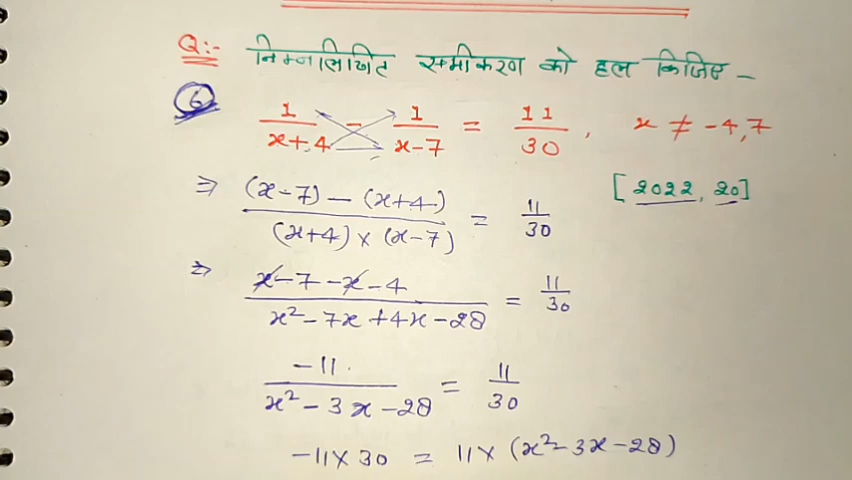 Q:- निम्नलिखित समीकरण को हल किजिए -
6 1/(x+4) - 1/(x-7) = 11/30, x ≠ -4,7
[2022, 20]
⇒ ((x-7) - (x+4))/((x+4) × (x-7)) = 11/30
⇒ (x-7-x-4)/(x²-7x+4x-28) = 11/30
-11/(x²-3x-28) = 11/30
-11×30 = 11×(x²-3x-28)